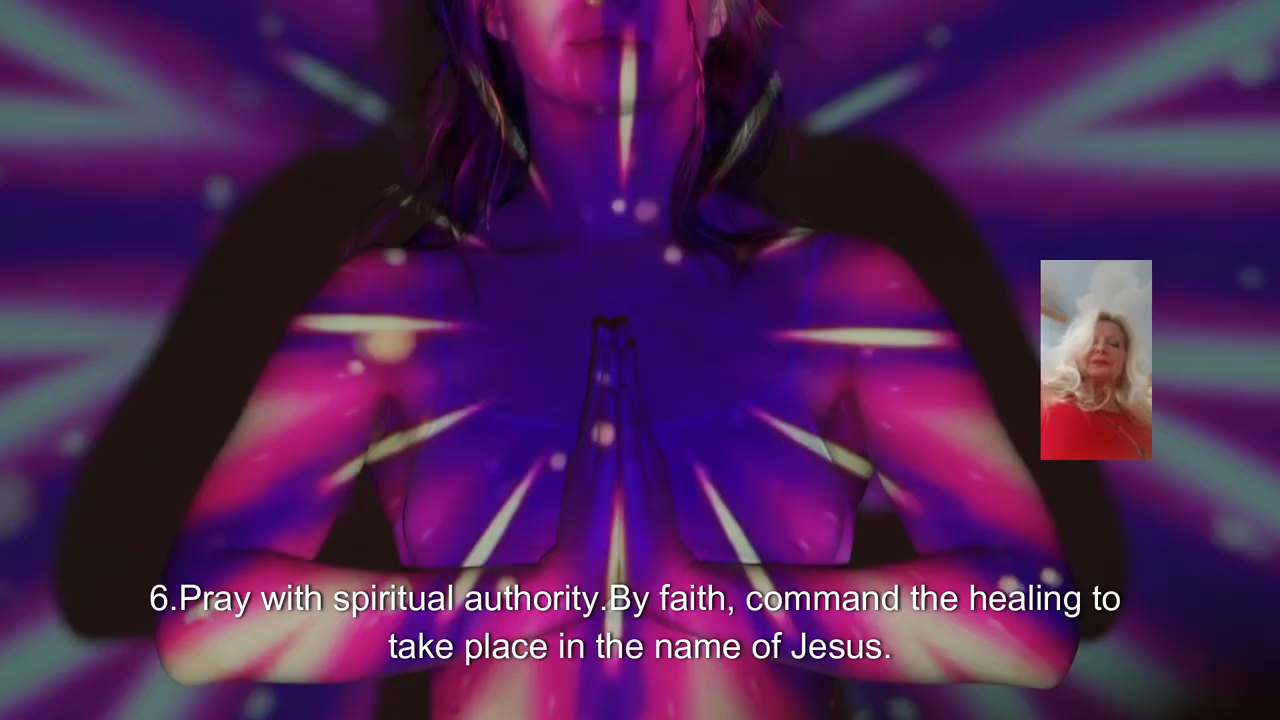 6.Pray with spiritual authority.By faith, command the healing to
take place in the name of Jesus.